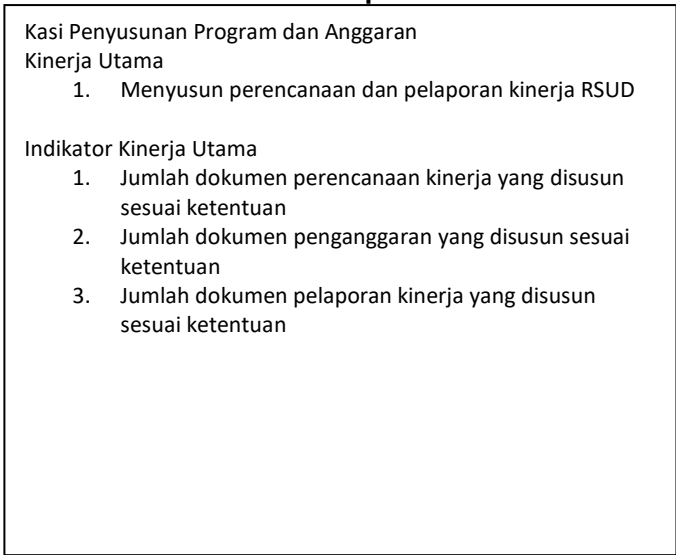 Kasi Penyusunan Program dan Anggaran
Kinerja Utama
1. Menyusun perencanaan dan pelaporan kinerja RSUD
Indikator Kinerja Utama
1. Jumlah dokumen perencanaan kinerja yang disusun
sesuai ketentuan
2. Jumlah dokumen penganggaran yang disusun sesuai
ketentuan
3. Jumlah dokumen pelaporan kinerja yang disusun
sesuai ketentuan